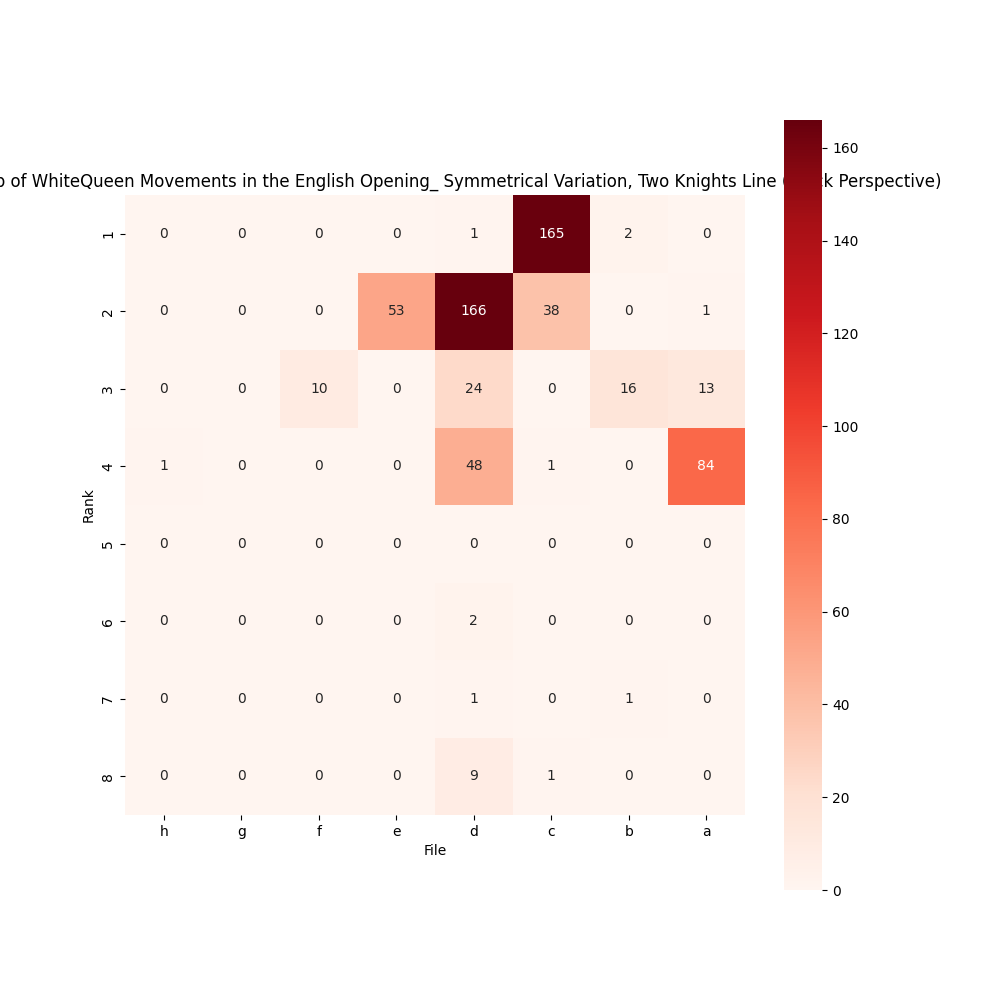 of WhiteQueen Movements in the English Opening_ Symmetrical Variation, Two Knights Line Perspective)
1 0 0 0 0 1 165 2 0
2 0 0 0 53 166 38 0 1
3 0 0 10 0 24 0 16 13
4 1 0 0 0 48 1 0 84
5 0 0 0 0 0 0 0 0
6 0 0 0 0 2 0 0 0
7 0 0 0 0 1 0 1 0
8 0 0 0 0 9 1 0 0
h g f e d c b a
File
Rank
160
140
120
100
80
60
40
20
0